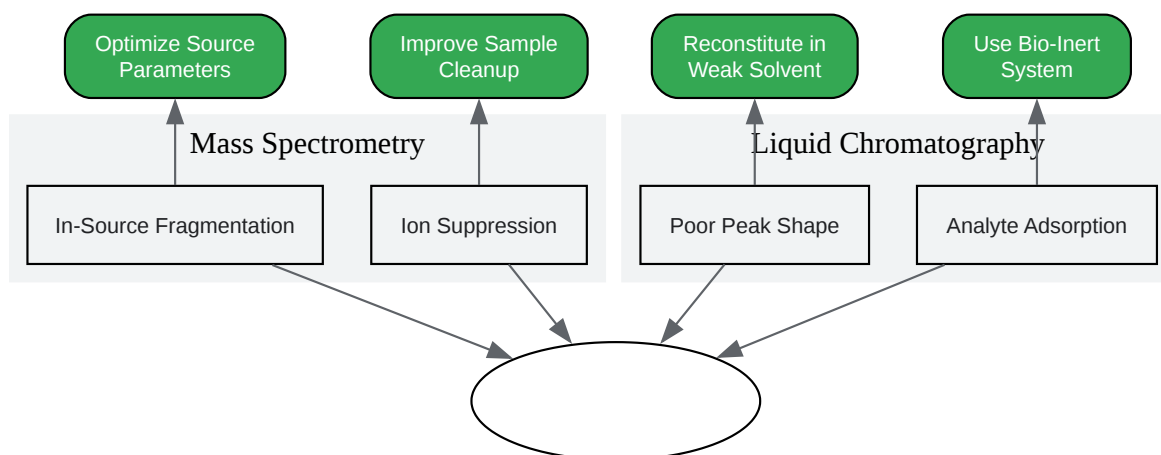 Optimize Source
Parameters
Improve Sample
Cleanup
Reconstitute in
Weak Solvent
Use Bio-Inert
System
Mass Spectrometry
Liquid Chromatography
In-Source Fragmentation
Ion Suppression
Poor Peak Shape
Analyte Adsorption